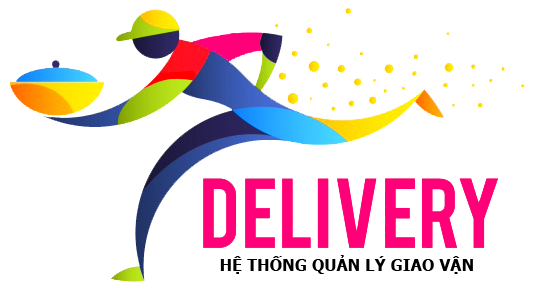 DELIVERY
HỆ THỐNG QUẢN LÝ GIAO VẬN